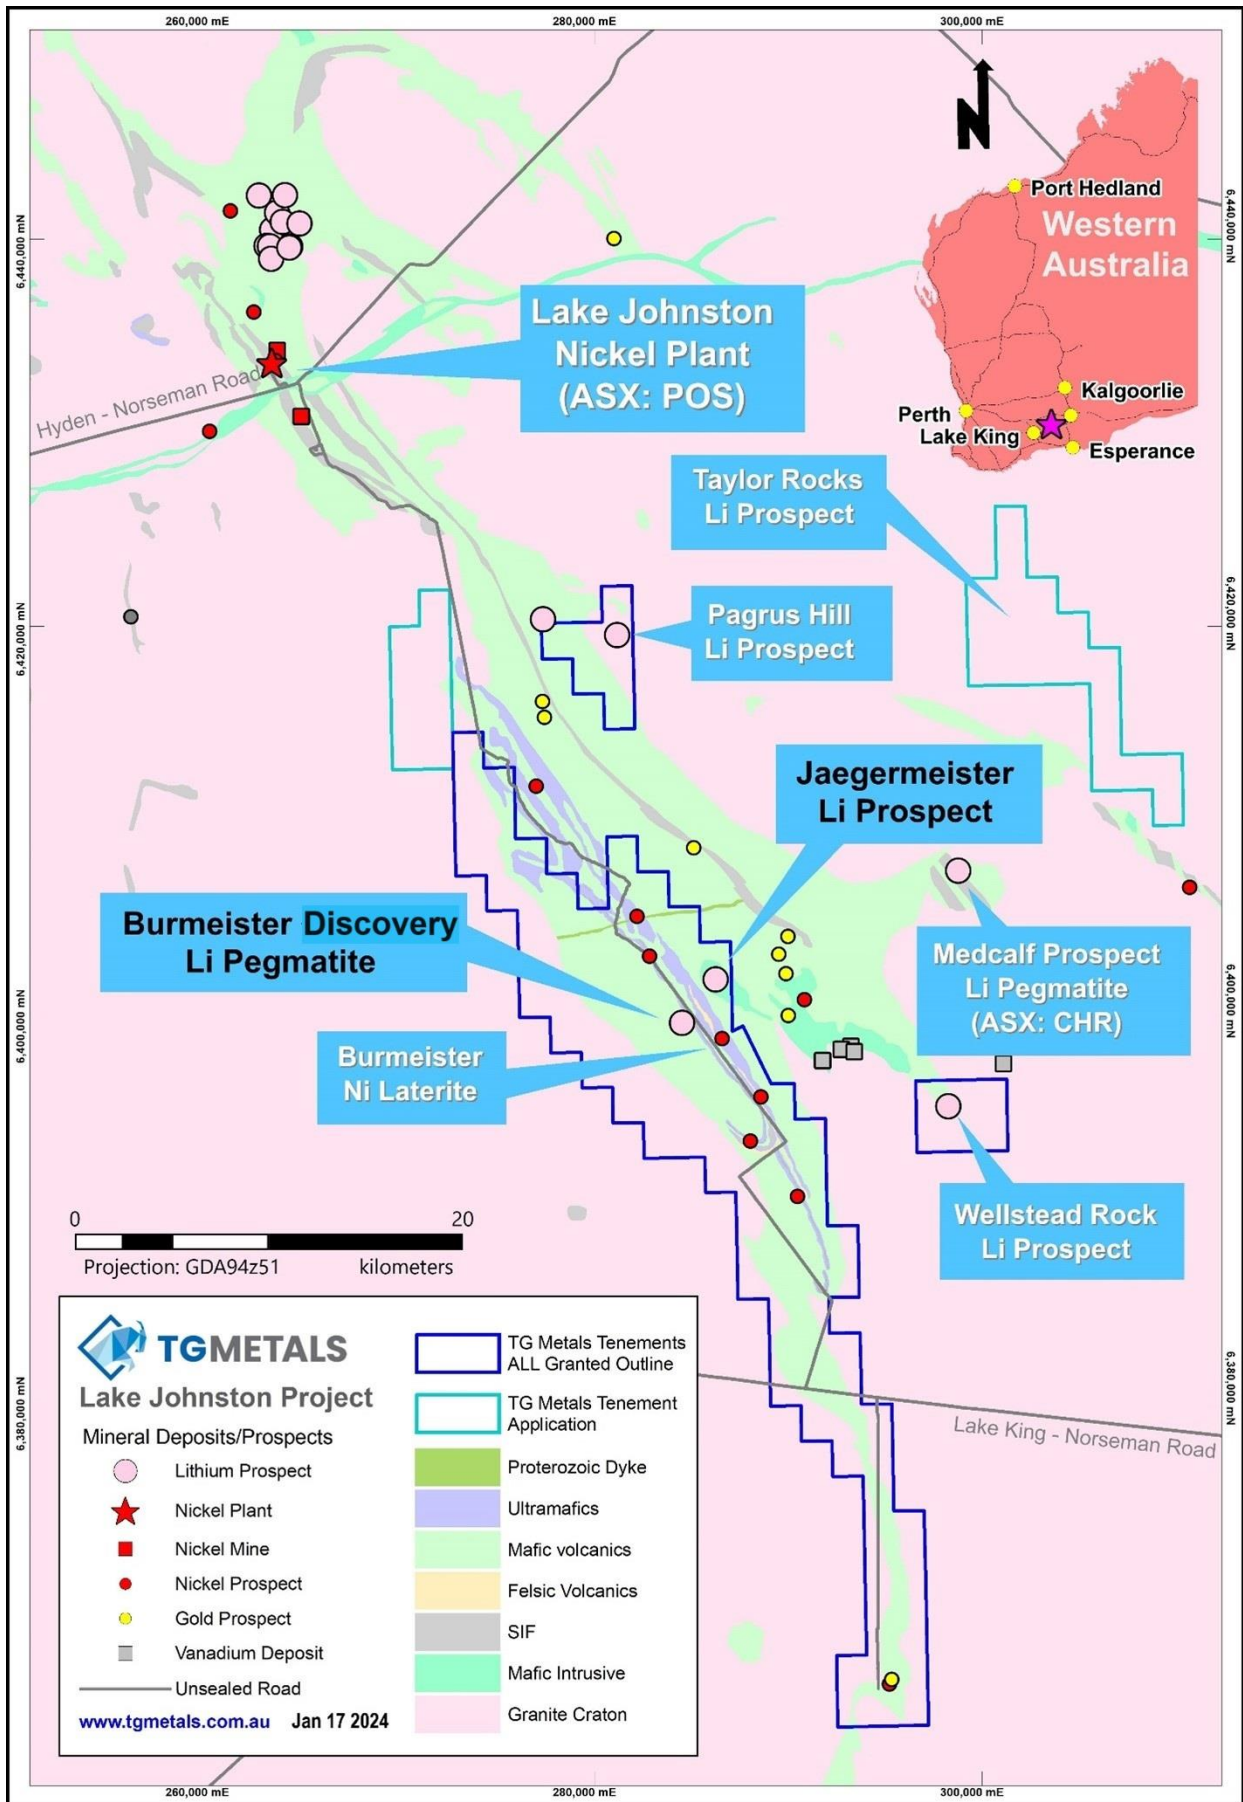 260,000 mE
280,000 mE
300,000 mE
N
Port Hedland
Western
Australia
Kalgoorlie
Perth
Lake King
Esperance
6,440,000 mN
6,440,000 mN
Lake Johnston
Nickel Plant
(ASX: POS)
Hyden - Norseman Road
Taylor Rocks
Li Prospect
6,420,000 mN
6,420,000 mN
Pagrus Hill
Li Prospect
Jaegermeister
Li Prospect
Burmeister Discovery
Li Pegmatite
Medcalf Prospect
Li Pegmatite
(ASX: CHR)
6,400,000 mN
6,400,000 mN
Burmeister
Ni Laterite
Wellstead Rock
Li Prospect
0
20
Projection: GDA94z51
kilometers
TGMETALS
Lake Johnston Project
Mineral Deposits/Prospects
Lithium Prospect
Nickel Plant
Nickel Mine
Nickel Prospect
Gold Prospect
Vanadium Deposit
Unsealed Road
www.tgmetals.com.au
Jan 17 2024
TG Metals Tenements
ALL Granted Outline
TG Metals Tenement
Application
Proterozoic Dyke
Ultramafics
Mafic volcanics
Felsic Volcanics
SIF
Mafic Intrusive
Granite Craton
6,380,000 mN
6,380,000 mN
Lake King - Norseman Road
260,000 mE
280,000 mE
300,000 mE